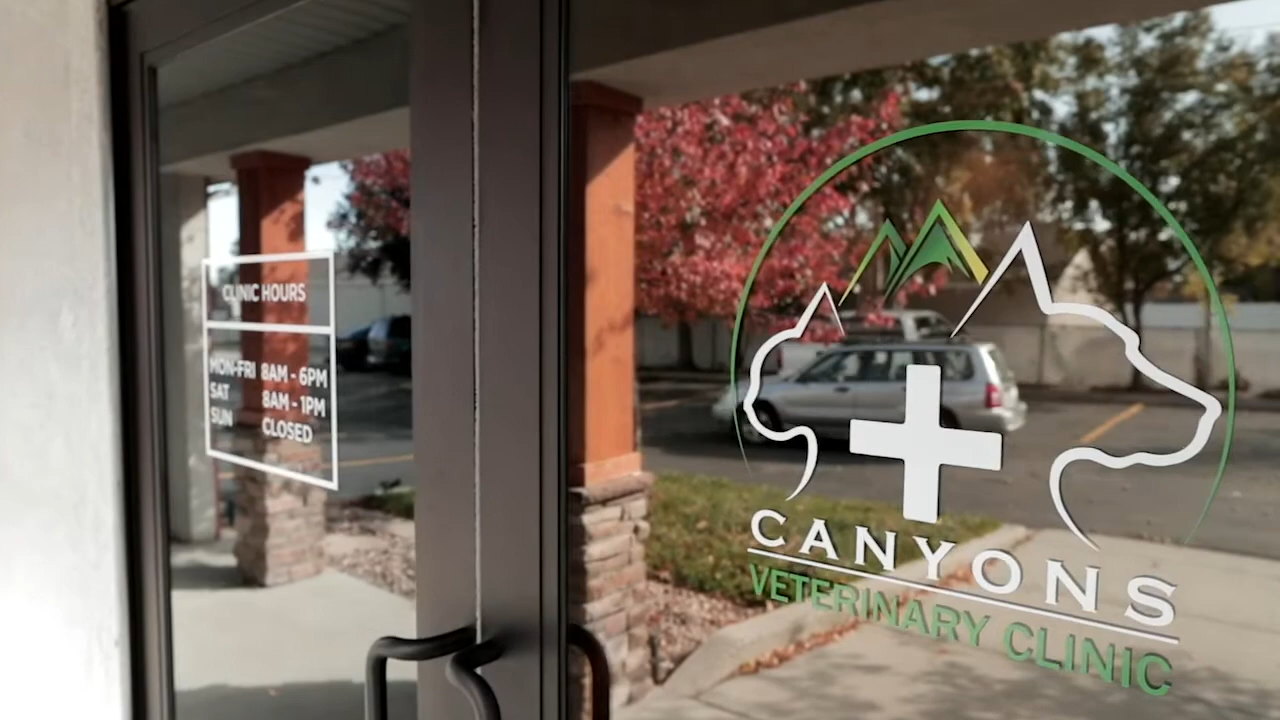 CLINIC HOURS
MON-FRI 8AM - 6PM
SAT 8AM - 1PM
SUN CLOSED
CANYONS
VETERINARY CLINIC